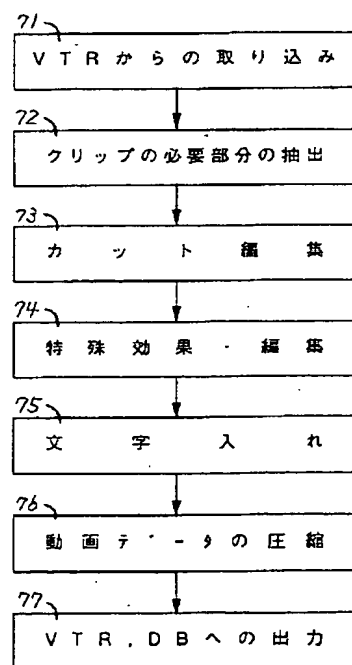 71
VTRからの取り込み
72
クリップの必要部分の抽出
73
カット編集
74
特殊効果・編集
75
文字入れ
76
動画データの圧縮
77
VTR,DBへの出力